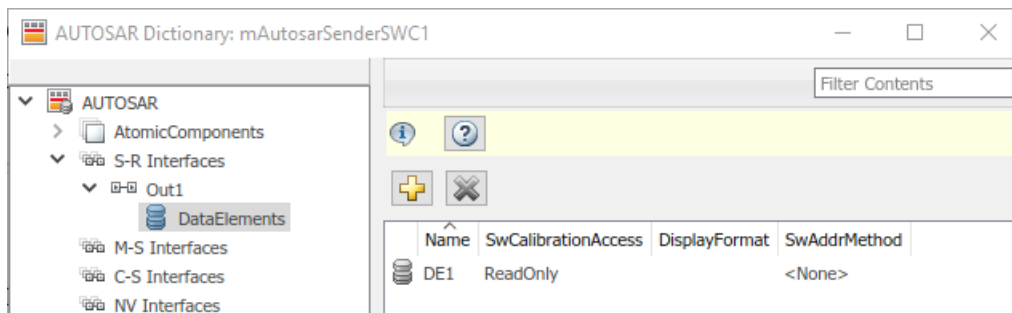 AUTOSAR Dictionary: mAutosarSenderSWC1
Filter Contents
AUTOSAR
AtomicComponents
S-R Interfaces
Out1
DataElements
M-S Interfaces
C-S Interfaces
NV Interfaces
Name SwCalibrationAccess DisplayFormat SwAddrMethod
DE1 ReadOnly <None>